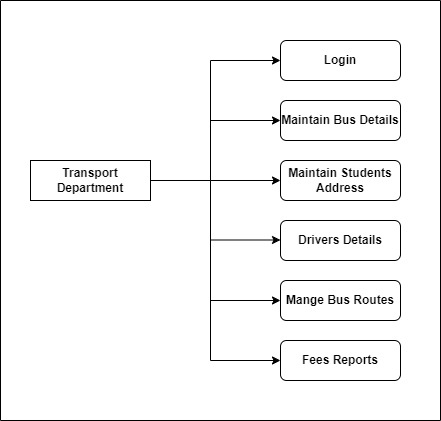 Login
Maintain Bus Details
Transport
Department
Maintain Students
Address
Drivers Details
Mange Bus Routes
Fees Reports